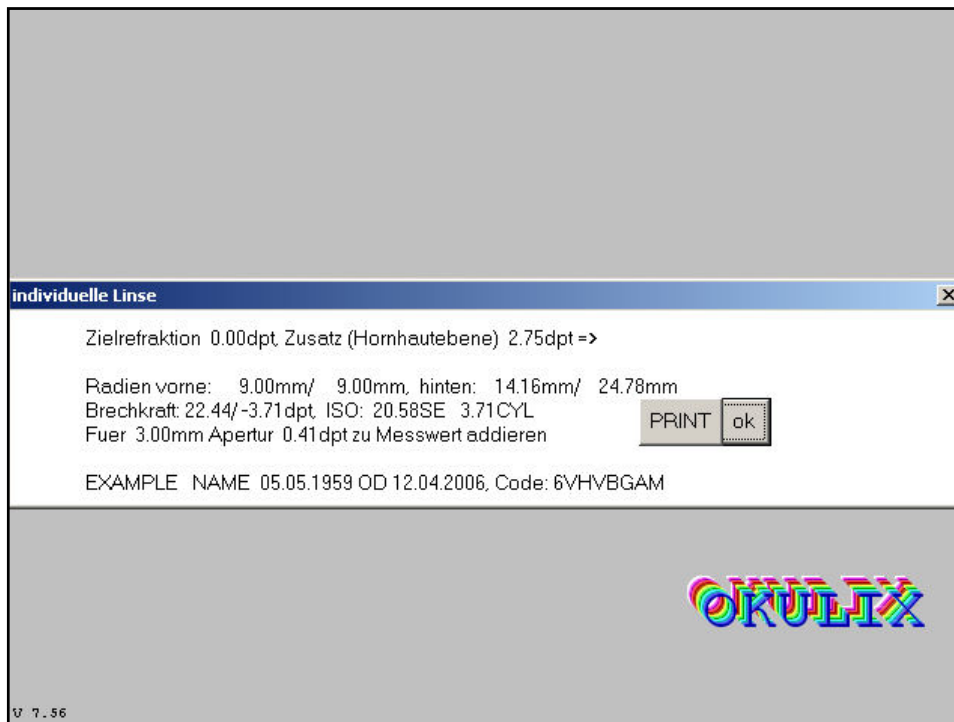 individuelle Linse
Zielrefraktion 0.00dpt, Zusatz (Hornhautebene) 2.75dpt =>
Radien vorne: 9.00mm/ 9.00mm, hinten: 14.16mm/ 24.78mm
Brechkraft: 22.44/-3.71dpt, ISO: 20.58SE 3.71CYL
Fuer 3.00mm Apertur 0.41dpt zu Messwert addieren
PRINT ok
EXAMPLE NAME 05.05.1959 OD 12.04.2006, Code: 6VHVBGAM
OKULIX
V 7.56